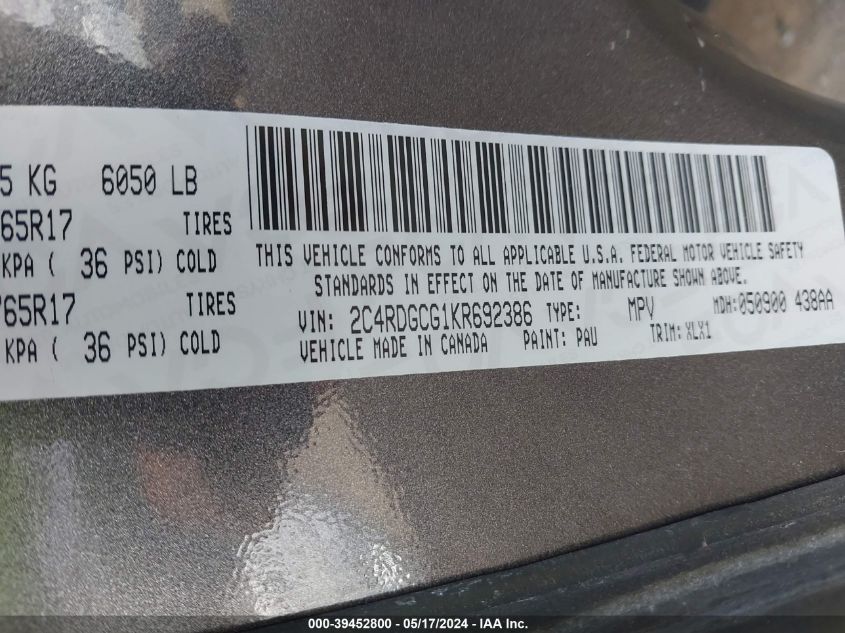 5 KG 6050 LB
65R17 TIRES
KPA ( 36 PSI) COLD
/65R17 TIRES
KPA ( 36 PSI) COLD
THIS VEHICLE CONFORMS TO ALL APPLICABLE U.S.A. FEDERAL MOTOR VEHICLE SAFETY
STANDARDS IN EFFECT ON THE DATE OF MANUFACTURE SHOWN ABOVE.
VIN: 2C4RDGCG1KR692386 TYPE: MPV MDH:050900 438AA
VEHICLE MADE IN CANADA PAINT: PAU TRIM: XLX1
000-39452800 - 05/17/2024 - IAAI Inc.